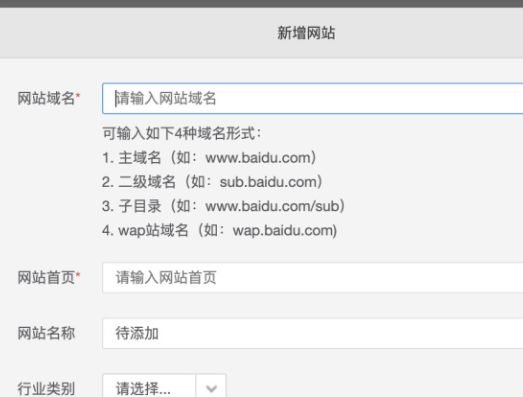 新增网站
网站域名* 请输入网站域名
可输入如下4种域名形式：
1. 主域名（如：www.baidu.com）
2. 二级域名（如：sub.baidu.com）
3. 子目录（如：www.baidu.com/sub）
4. wap站域名（如：wap.baidu.com)
网站首页* 请输入网站首页
网站名称 待添加
行业类别 请选择...